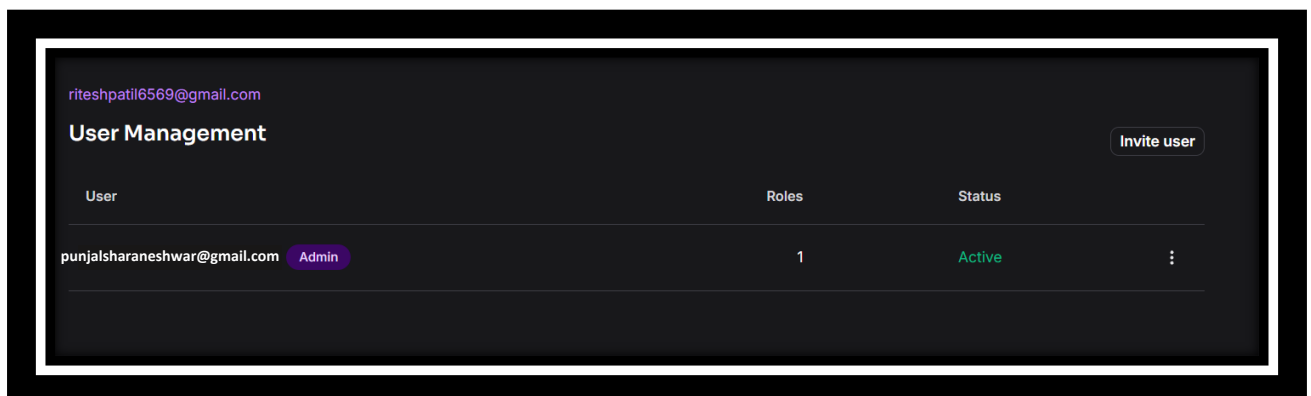 riteshpatil6569@gmail.com
User Management
Invite user
User Roles Status
punjalsharaneshwar@gmail.com Admin 1 Active